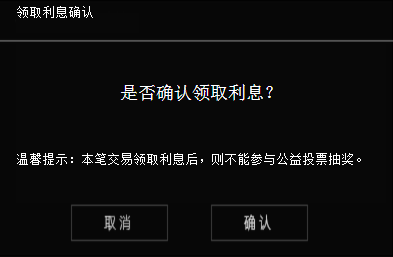 领取利息确认
是否确认领取利息？
温馨提示：本笔交易领取利息后，则不能参与公益投票抽奖。
取消 确认